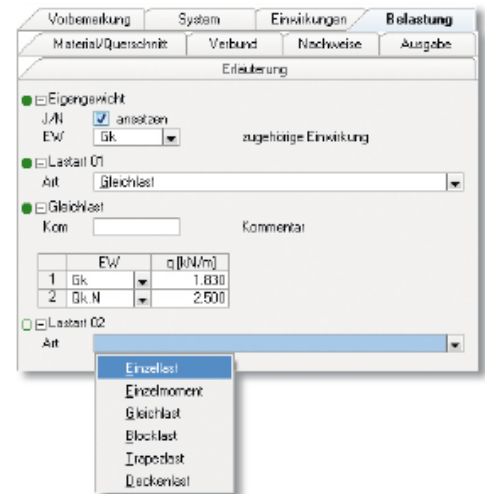 Vorbemerkung System Einwirkungen Belastung
Material/Querschnitt Verbund Nachweise Ausgabe
Erläuterung
Eigengewicht
J/N ansetzen
EW Gk zugehörige Einwirkung
Lastart 01
Art Gleichlast
Gleichlast
Kom Kommentar
EW q [kN/m]
1 Gk 1.830
2 Qk.N 2.500
Lastart 02
Art
Einzellast
Einzelmoment
Gleichlast
Blocklast
Trapezlast
Deckenlast